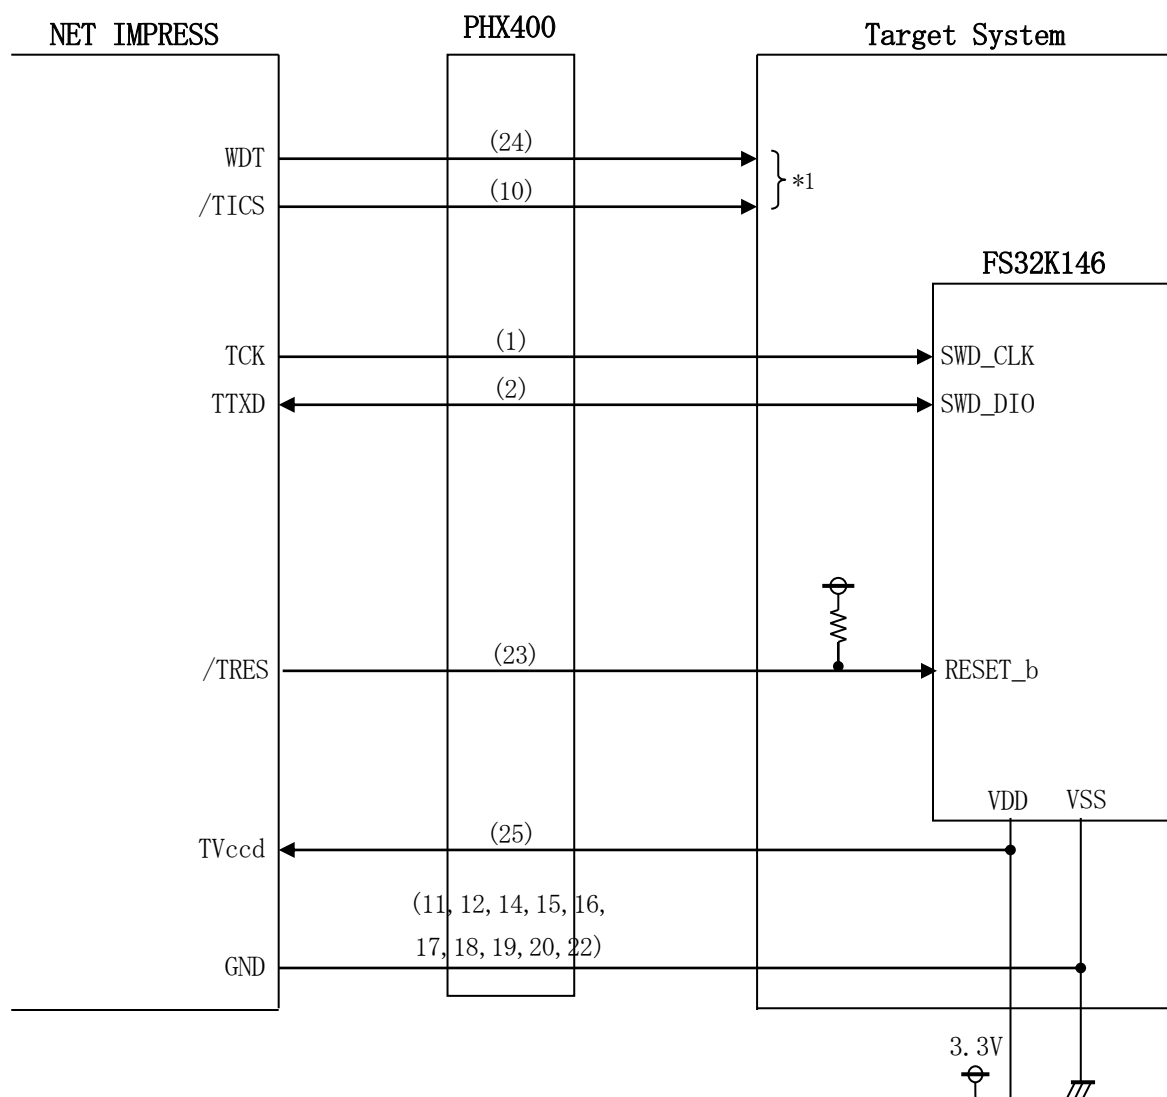 NET IMPRESS
PHX400
Target System
WDT
(24)
*1
/TICS
(10)
FS32K146
TCK
(1)
SWD_CLK
TTXD
(2)
SWD_DIO
/TRES
(23)
RESET_b
VDD
VSS
TVccd
(25)
(11,12,14,15,16,
17,18,19,20,22)
GND
3.3V